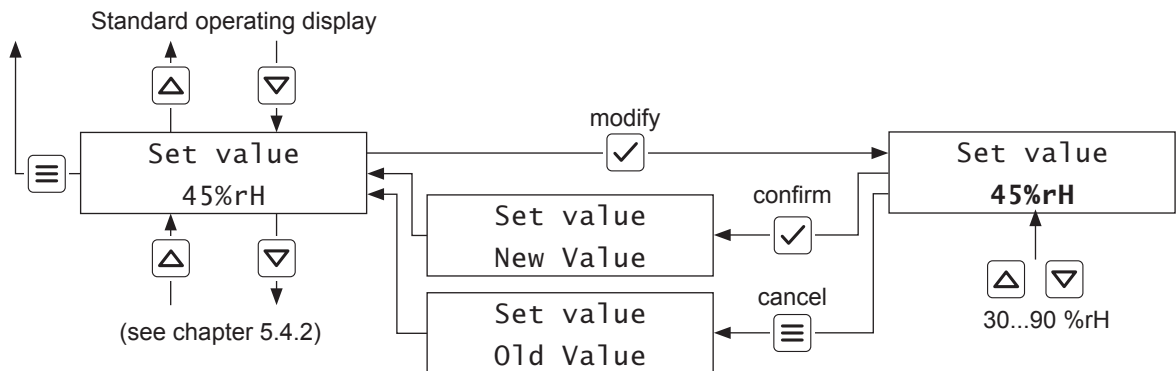 Standard operating display
Set value
45%rH
modify
Set value
45%rH
confirm
Set value
New Value
cancel
Set value
Old Value
(see chapter 5.4.2)
30...90 %rH